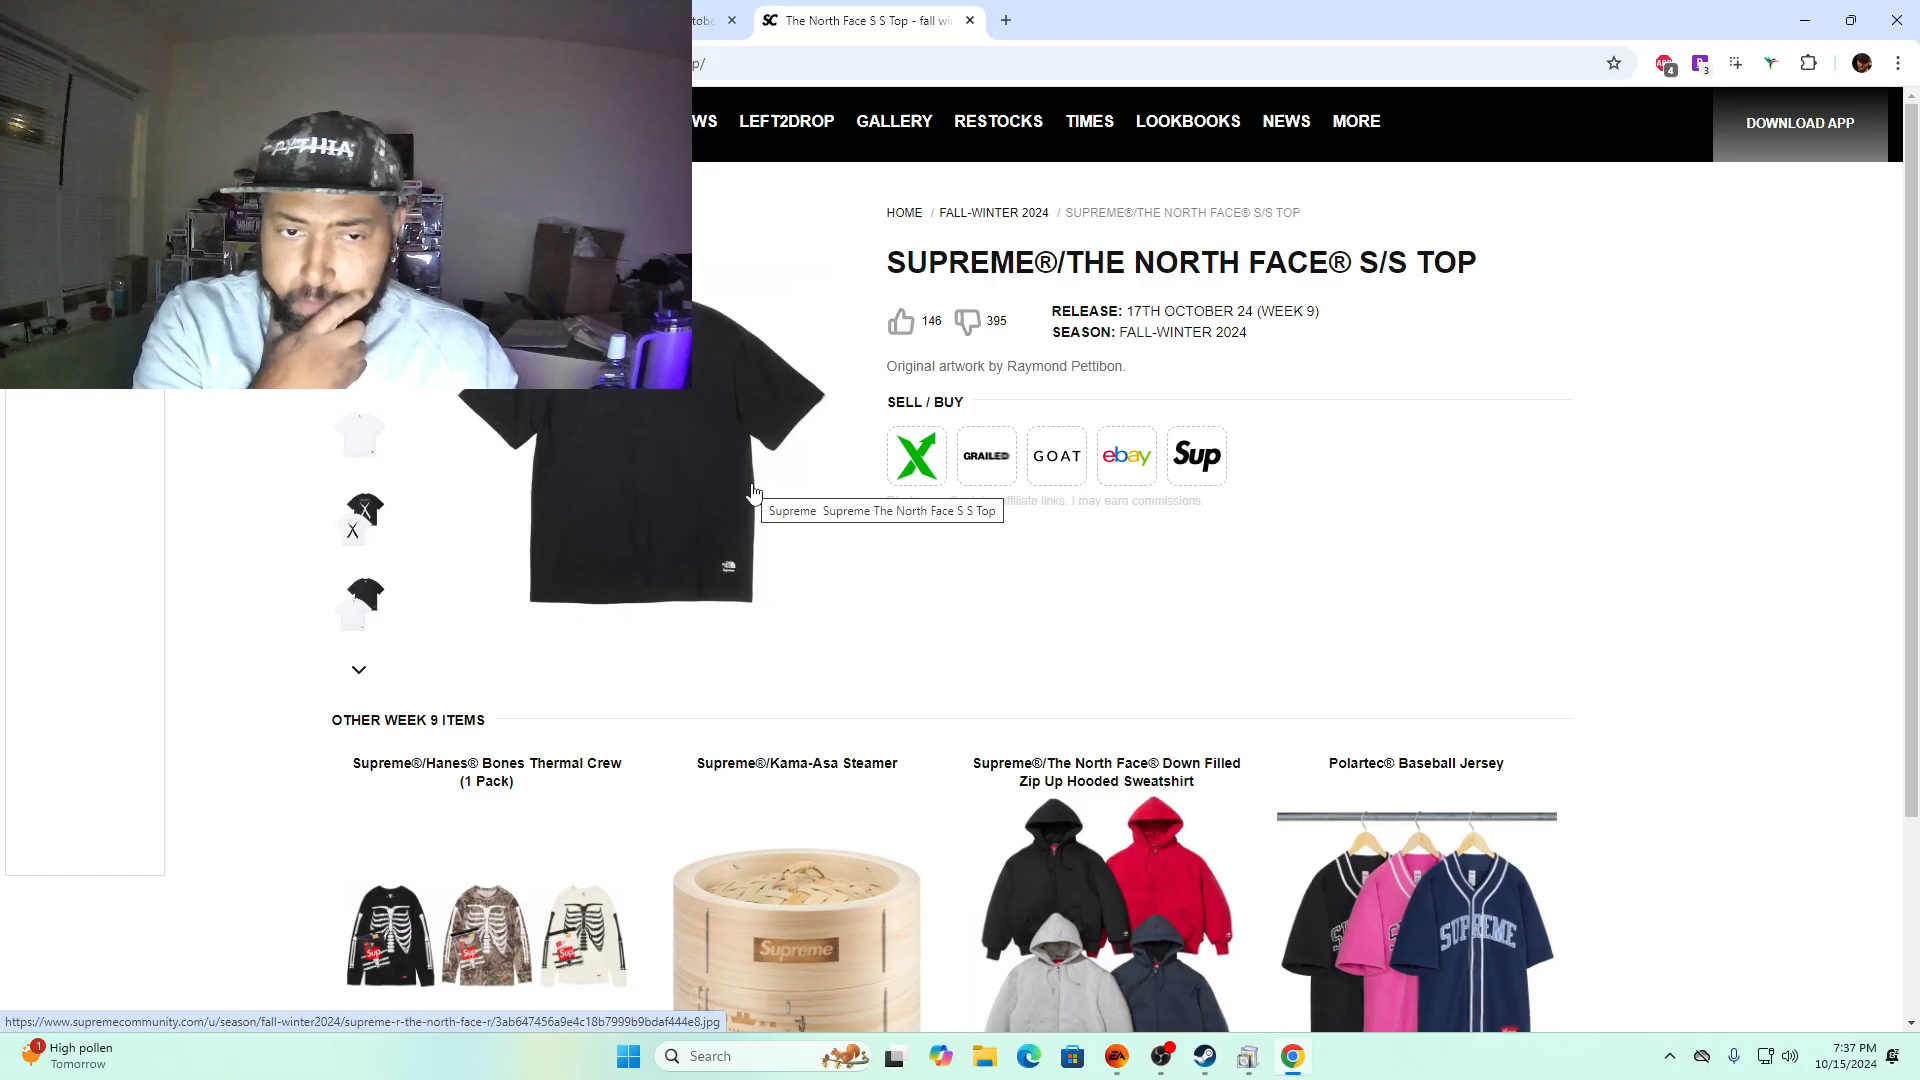 tobe
The North Face S S Top - fall wi
p/
4
3
WS LEFT2DROP GALLERY RESTOCKS TIMES LOOKBOOKS NEWS MORE
DOWNLOAD APP
HOME / FALL-WINTER 2024 / SUPREME®/THE NORTH FACE® S/S TOP
SUPREME®/THE NORTH FACE® S/S TOP
146 395
RELEASE: 17TH OCTOBER 24 (WEEK 9)
SEASON: FALL-WINTER 2024
Original artwork by Raymond Pettibon.
SELL / BUY
GRAILED GOAT ebay Sup
affiliate links. I may earn commissions.
Supreme Supreme The North Face S S Top
OTHER WEEK 9 ITEMS
Supreme®/Hanes® Bones Thermal Crew
(1 Pack)
Supreme®/Kama-Asa Steamer
Supreme®/The North Face® Down Filled
Zip Up Hooded Sweatshirt
Polartec® Baseball Jersey
Supreme
SUPREME
https://www.supremecommunity.com/u/season/fall-winter2024/supreme-r-the-north-face-r/3ab647456a9e4c18b7999b9bdaf444e8.jpg
1
High pollen
Tomorrow
Search
EA
7:37 PM
10/15/2024